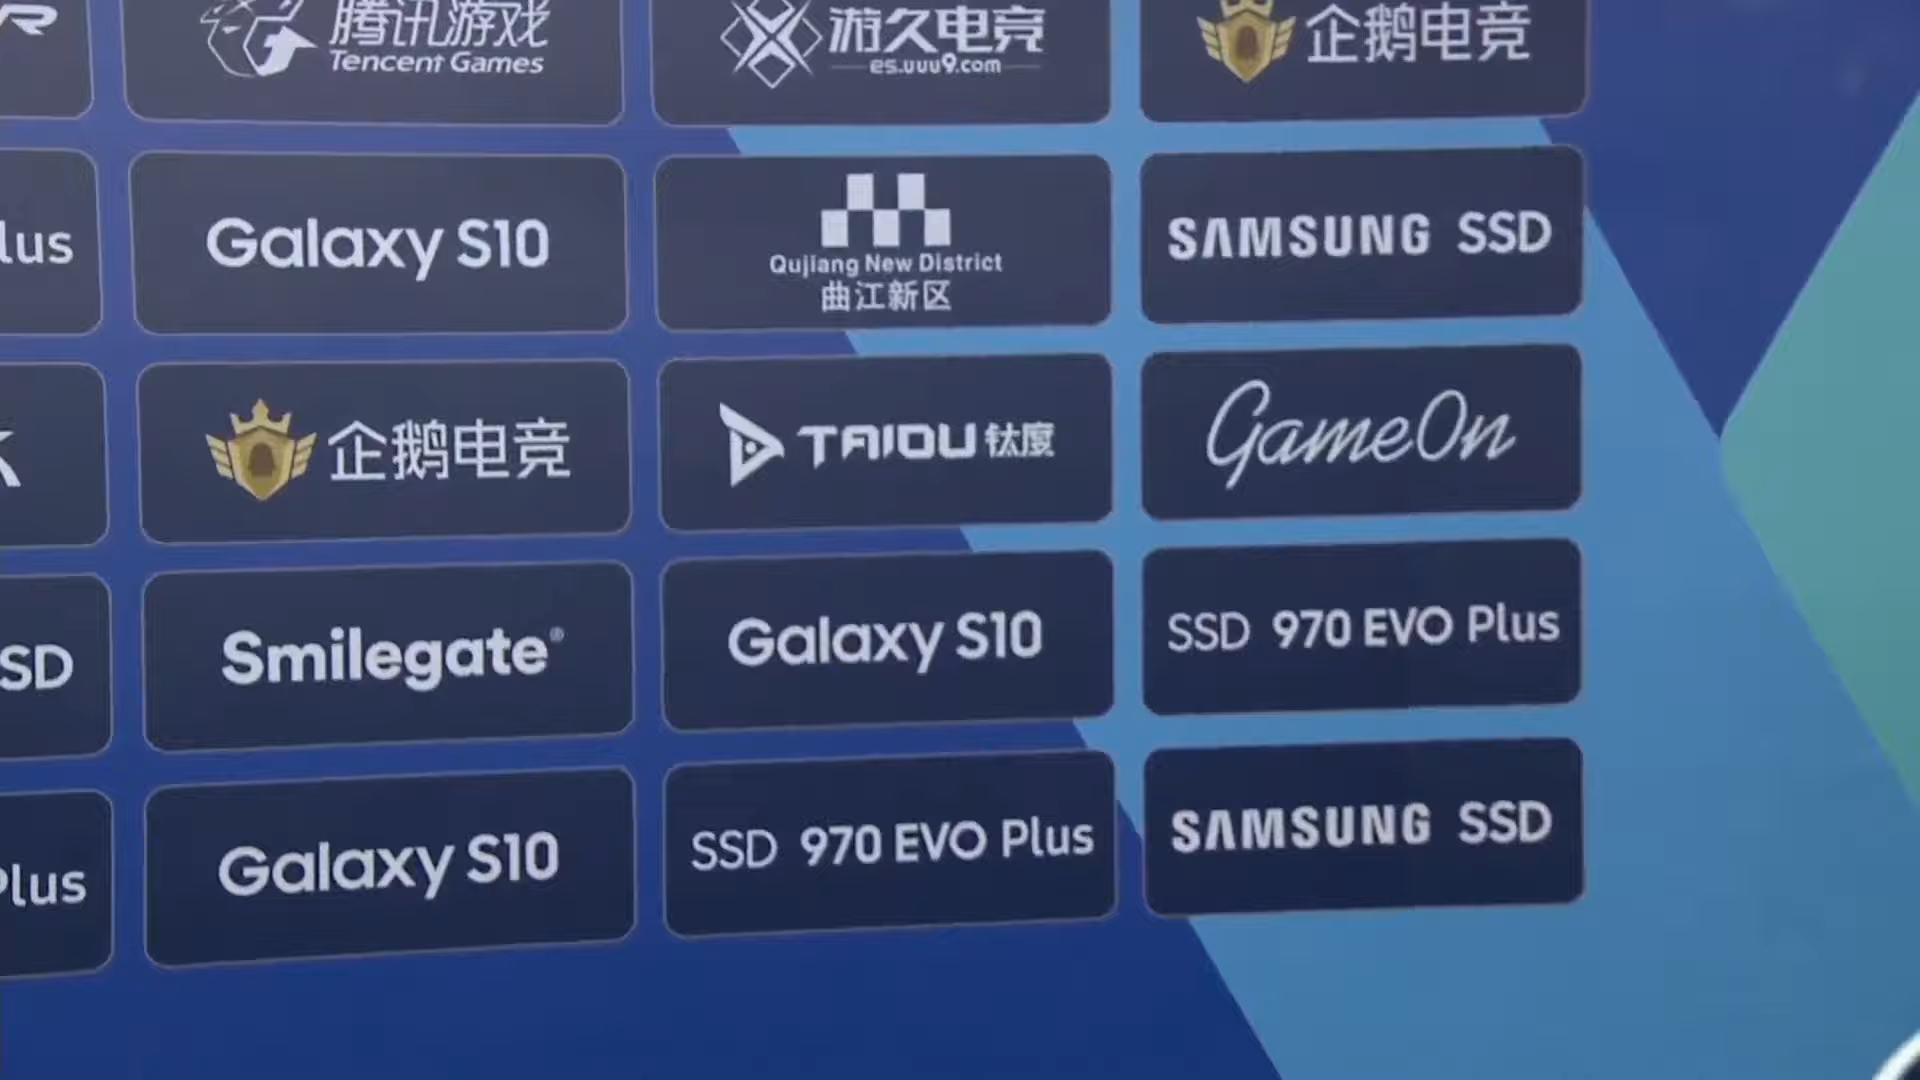 R
腾讯游戏
Tencent Games
游久电竞
es.uuu9.com
企鹅电竞
lus
Galaxy S10
Qujiang New District
曲江新区
SAMSUNG SSD
K
企鹅电竞
TAIDU 钛度
GameOn
SD
Smilegate®
Galaxy S10
SSD 970 EVO Plus
Plus
Galaxy S10
SSD 970 EVO Plus
SAMSUNG SSD